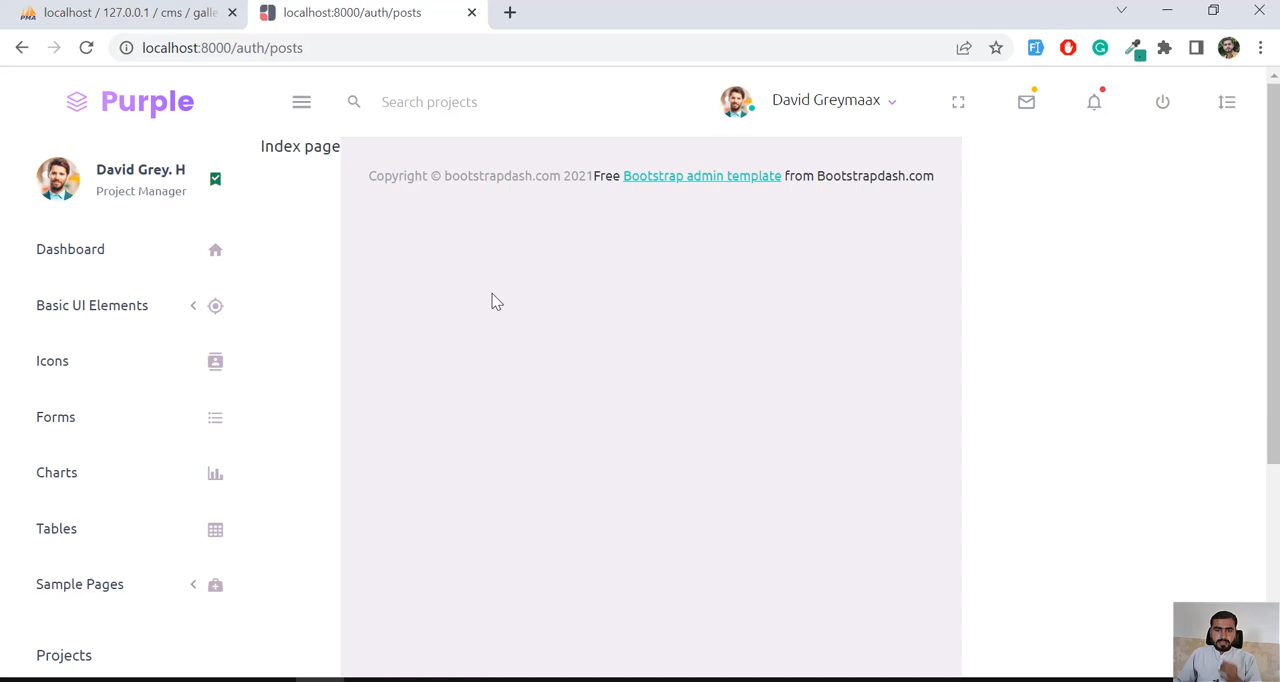 localhost / 127.0.0.1 / cms / galle
localhost:8000/auth/posts
localhost:8000/auth/posts
Purple
Search projects
David Greymaax
Index page
David Grey. H
Project Manager
Copyright © bootstrapdash.com 2021Free Bootstrap admin template from Bootstrapdash.com
Dashboard
Basic UI Elements
Icons
Forms
Charts
Tables
Sample Pages
Projects